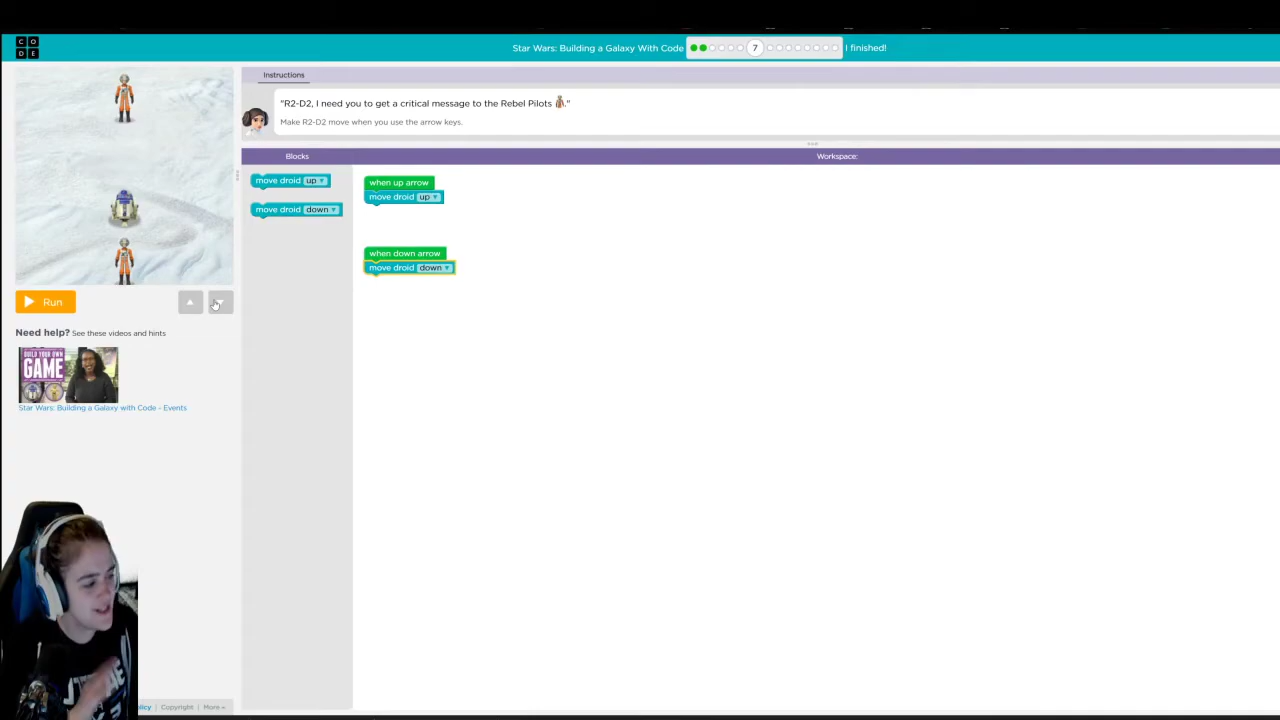 C O
D E
Star Wars: Building a Galaxy With Code 7 I finished!
Instructions
"R2-D2, I need you to get a critical message to the Rebel Pilots ."
Make R2-D2 move when you use the arrow keys.
Blocks
Workspace:
move droid up
move droid down
when up arrow
move droid up
when down arrow
move droid down
Run
Need help? See these videos and hints
BUILD YOUR OWN
GAME
Star Wars: Building a Galaxy with Code - Events
Copyright
More